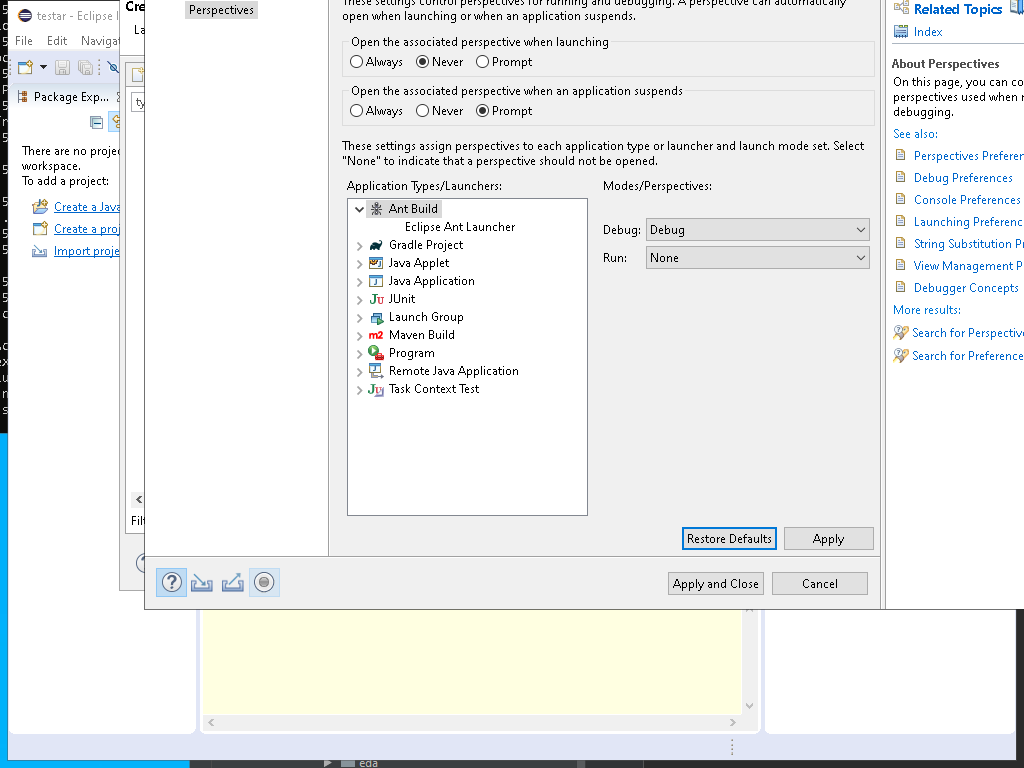 testar - Eclipse I
File Edit Navigat
Package Exp...
There are no proje
workspace.
To add a project:
Create a Java
Create a proj
Import proje
Cre
La
ty
Filt
Perspectives
These settings control perspectives for running and debugging. A perspective can automatically
open when launching or when an application suspends.
Open the associated perspective when launching
Always Never Prompt
Open the associated perspective when an application suspends
Always Never Prompt
These settings assign perspectives to each application type or launcher and launch mode set. Select
"None" to indicate that a perspective should not be opened.
Application Types/Launchers:
Ant Build
Eclipse Ant Launcher
Gradle Project
Java Applet
Java Application
JUnit
Launch Group
Maven Build
Program
Remote Java Application
Task Context Test
Modes/Perspectives:
Debug: Debug
Run: None
Restore Defaults Apply
Apply and Close Cancel
Related Topics
Index
About Perspectives
On this page, you can co
perspectives used when r
debugging.
See also:
Perspectives Preferen
Debug Preferences
Console Preferences
Launching Preferenc
String Substitution Pr
View Management P
Debugger Concepts
More results:
Search for Perspective
Search for Preference
eda